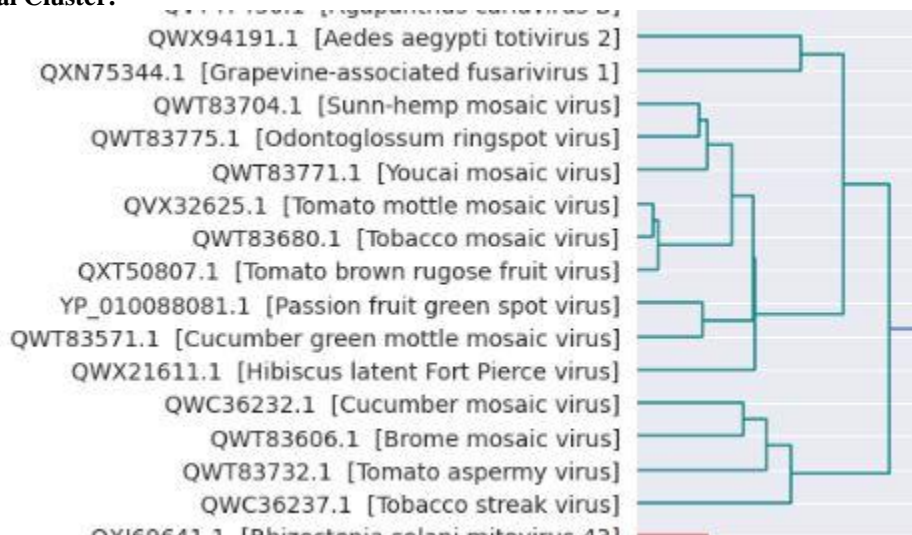 al Cluster:
QWX94191.1 [Aedes aegypti totivirus 2]
QXN75344.1 [Grapevine-associated fusarivirus 1]
QWT83704.1 [Sunn-hemp mosaic virus]
QWT83775.1 [Odontoglossum ringspot virus]
QWT83771.1 [Youcai mosaic virus]
QVX32625.1 [Tomato mottle mosaic virus]
QWT83680.1 [Tobacco mosaic virus]
QXT50807.1 [Tomato brown rugose fruit virus]
YP_010088081.1 [Passion fruit green spot virus]
QWT83571.1 [Cucumber green mottle mosaic virus]
QWX21611.1 [Hibiscus latent Fort Pierce virus]
QWC36232.1 [Cucumber mosaic virus]
QWT83606.1 [Brome mosaic virus]
QWT83732.1 [Tomato aspermy virus]
QWC36237.1 [Tobacco streak virus]